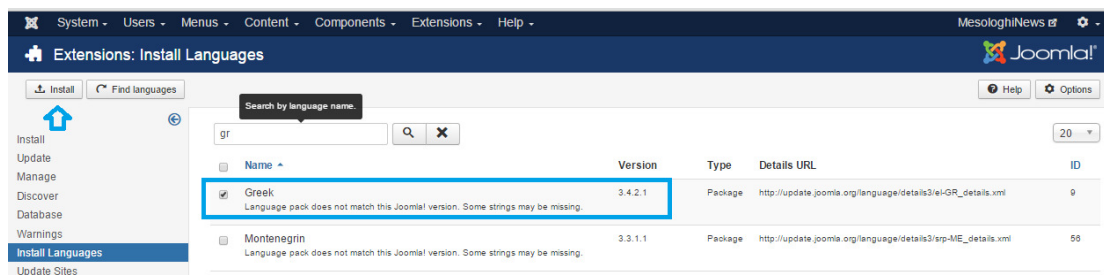 System Users Menus Content Components Extensions Help MesologhiNews
Extensions: Install Languages Joomla!®
Install Find languages Help Options
Search by language name.
gr 20
Install
Update
Manage
Discover
Database
Warnings
Install Languages
Update Sites
Name Version Type Details URL ID
Greek 3.4.2.1 Package http://update.joomla.org/language/details3/el-GR_details.xml 9
Language pack does not match this Joomla! version. Some strings may be missing.
Montenegrin 3.3.1.1 Package http://update.joomla.org/language/details3/srp-ME_details.xml 56
Language pack does not match this Joomla! version. Some strings may be missing.